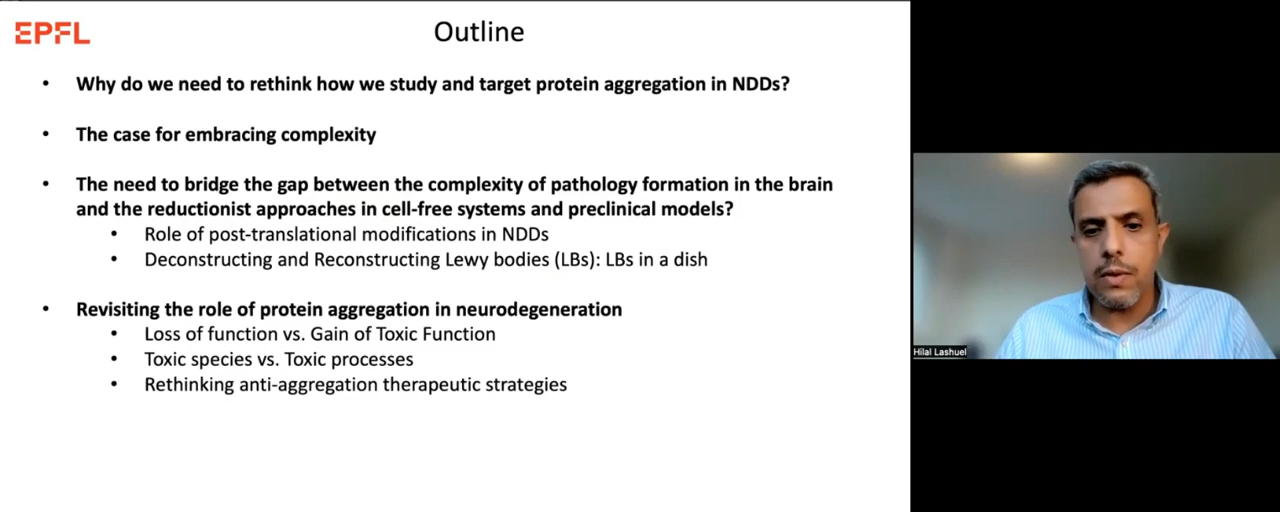 EPFL
Outline
• Why do we need to rethink how we study and target protein aggregation in NDDs?
• The case for embracing complexity
• The need to bridge the gap between the complexity of pathology formation in the brain
and the reductionist approaches in cell-free systems and preclinical models?
• Role of post-translational modifications in NDDs
• Deconstructing and Reconstructing Lewy bodies (LBs): LBs in a dish
• Revisiting the role of protein aggregation in neurodegeneration
• Loss of function vs. Gain of Toxic Function
• Toxic species vs. Toxic processes
• Rethinking anti-aggregation therapeutic strategies
Hilal Lashuel